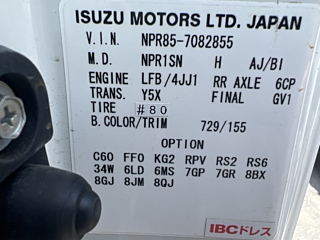 ISUZU MOTORS LTD. JAPAN
V.I.N. NPR85-7082855
M.D. NPR1SN H AJ/BI
ENGINE LFB/4JJ1 RR AXLE 6CP
TRANS. Y5X FINAL GV1
TIRE #80
B.COLOR/TRIM 729/155
OPTION
C60 FF0 KG2 RPV RS2 RS6
34W 6LD 6MS 7GP 7GR 8BX
8GJ 8JM 8QJ
IBCドレス